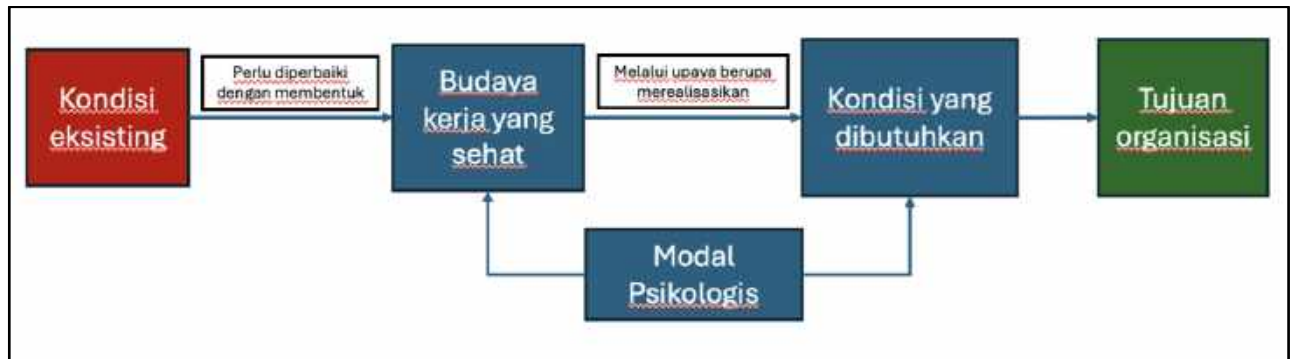 Kondisi
eksisting
Perlu diperbaiki
dengan membentuk
Budaya
kerja yang
sehat
Melalui upaya berupa
merealisasikan
Kondisi yang
dibutuhkan
Tujuan
organisasi
Modal
Psikologis